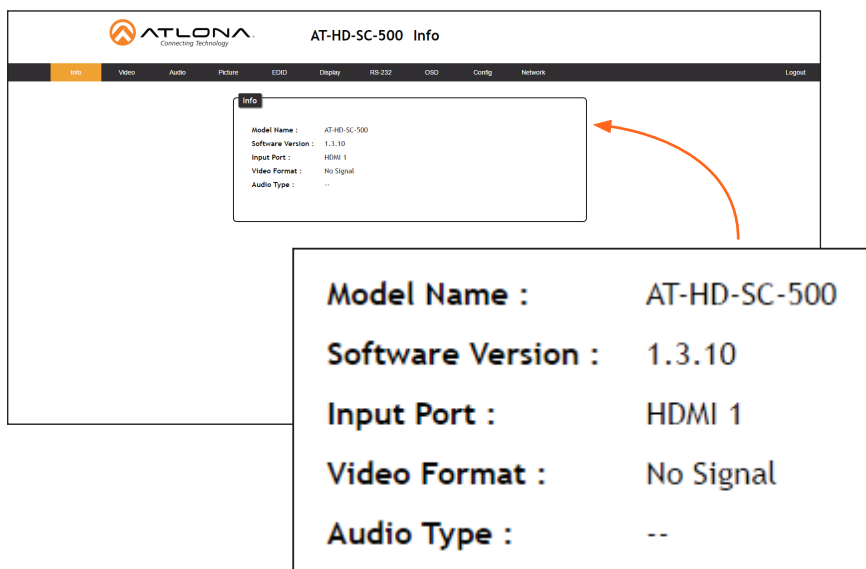 ATLONA.
Connecting Technology
AT-HD-SC-500 Info
Info Video Audio Picture EDID Display RS-232 OSD Config Network Logout
Info
Model Name : AT-HD-SC-500
Software Version : 1.3.10
Input Port : HDMI 1
Video Format : No Signal
Audio Type : --
Model Name : AT-HD-SC-500
Software Version : 1.3.10
Input Port : HDMI 1
Video Format : No Signal
Audio Type : --